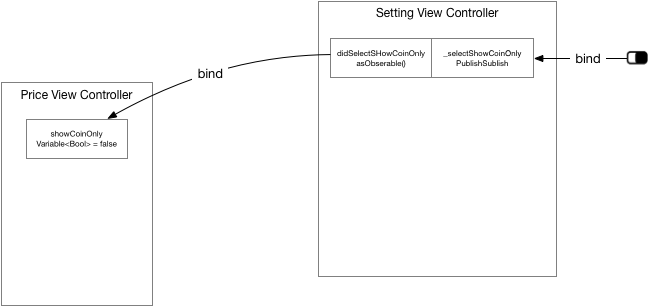 Setting View Controller
didSelectSHowCoinOnly
asObserable()
_selectShowCoinOnly
PublishSublish
bind
bind
Price View Controller
showCoinOnly
Variable<Bool> = false